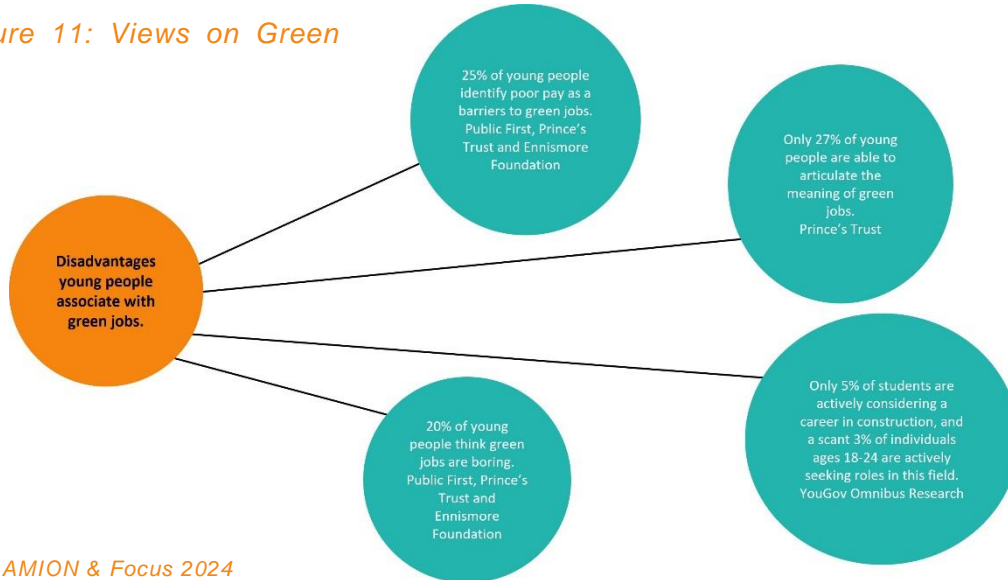 ure 11: Views on Green
25% of young people
identify poor pay as a
barriers to green jobs.
Public First, Prince's
Trust and Ennismore
Foundation
Only 27% of young
people are able to
articulate the
meaning of green
jobs.
Prince's Trust
Disadvantages
young people
associate with
green jobs.
Only 5% of students are
actively considering a
career in construction, and
a scant 3% of individuals
ages 18-24 are actively
seeking roles in this field.
YouGov Omnibus Research
20% of young
people think green
jobs are boring.
Public First, Prince's
Trust and
Ennismore
Foundation
AMION & Focus 2024